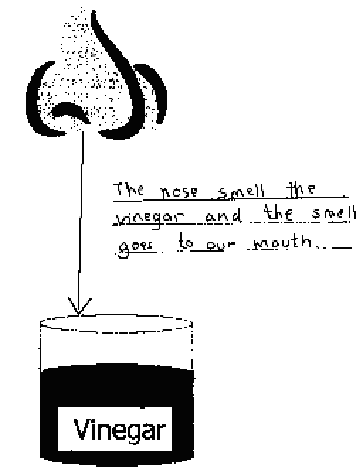 The nose smell the
vinegar and the smell
goes to our mouth.
Vinegar